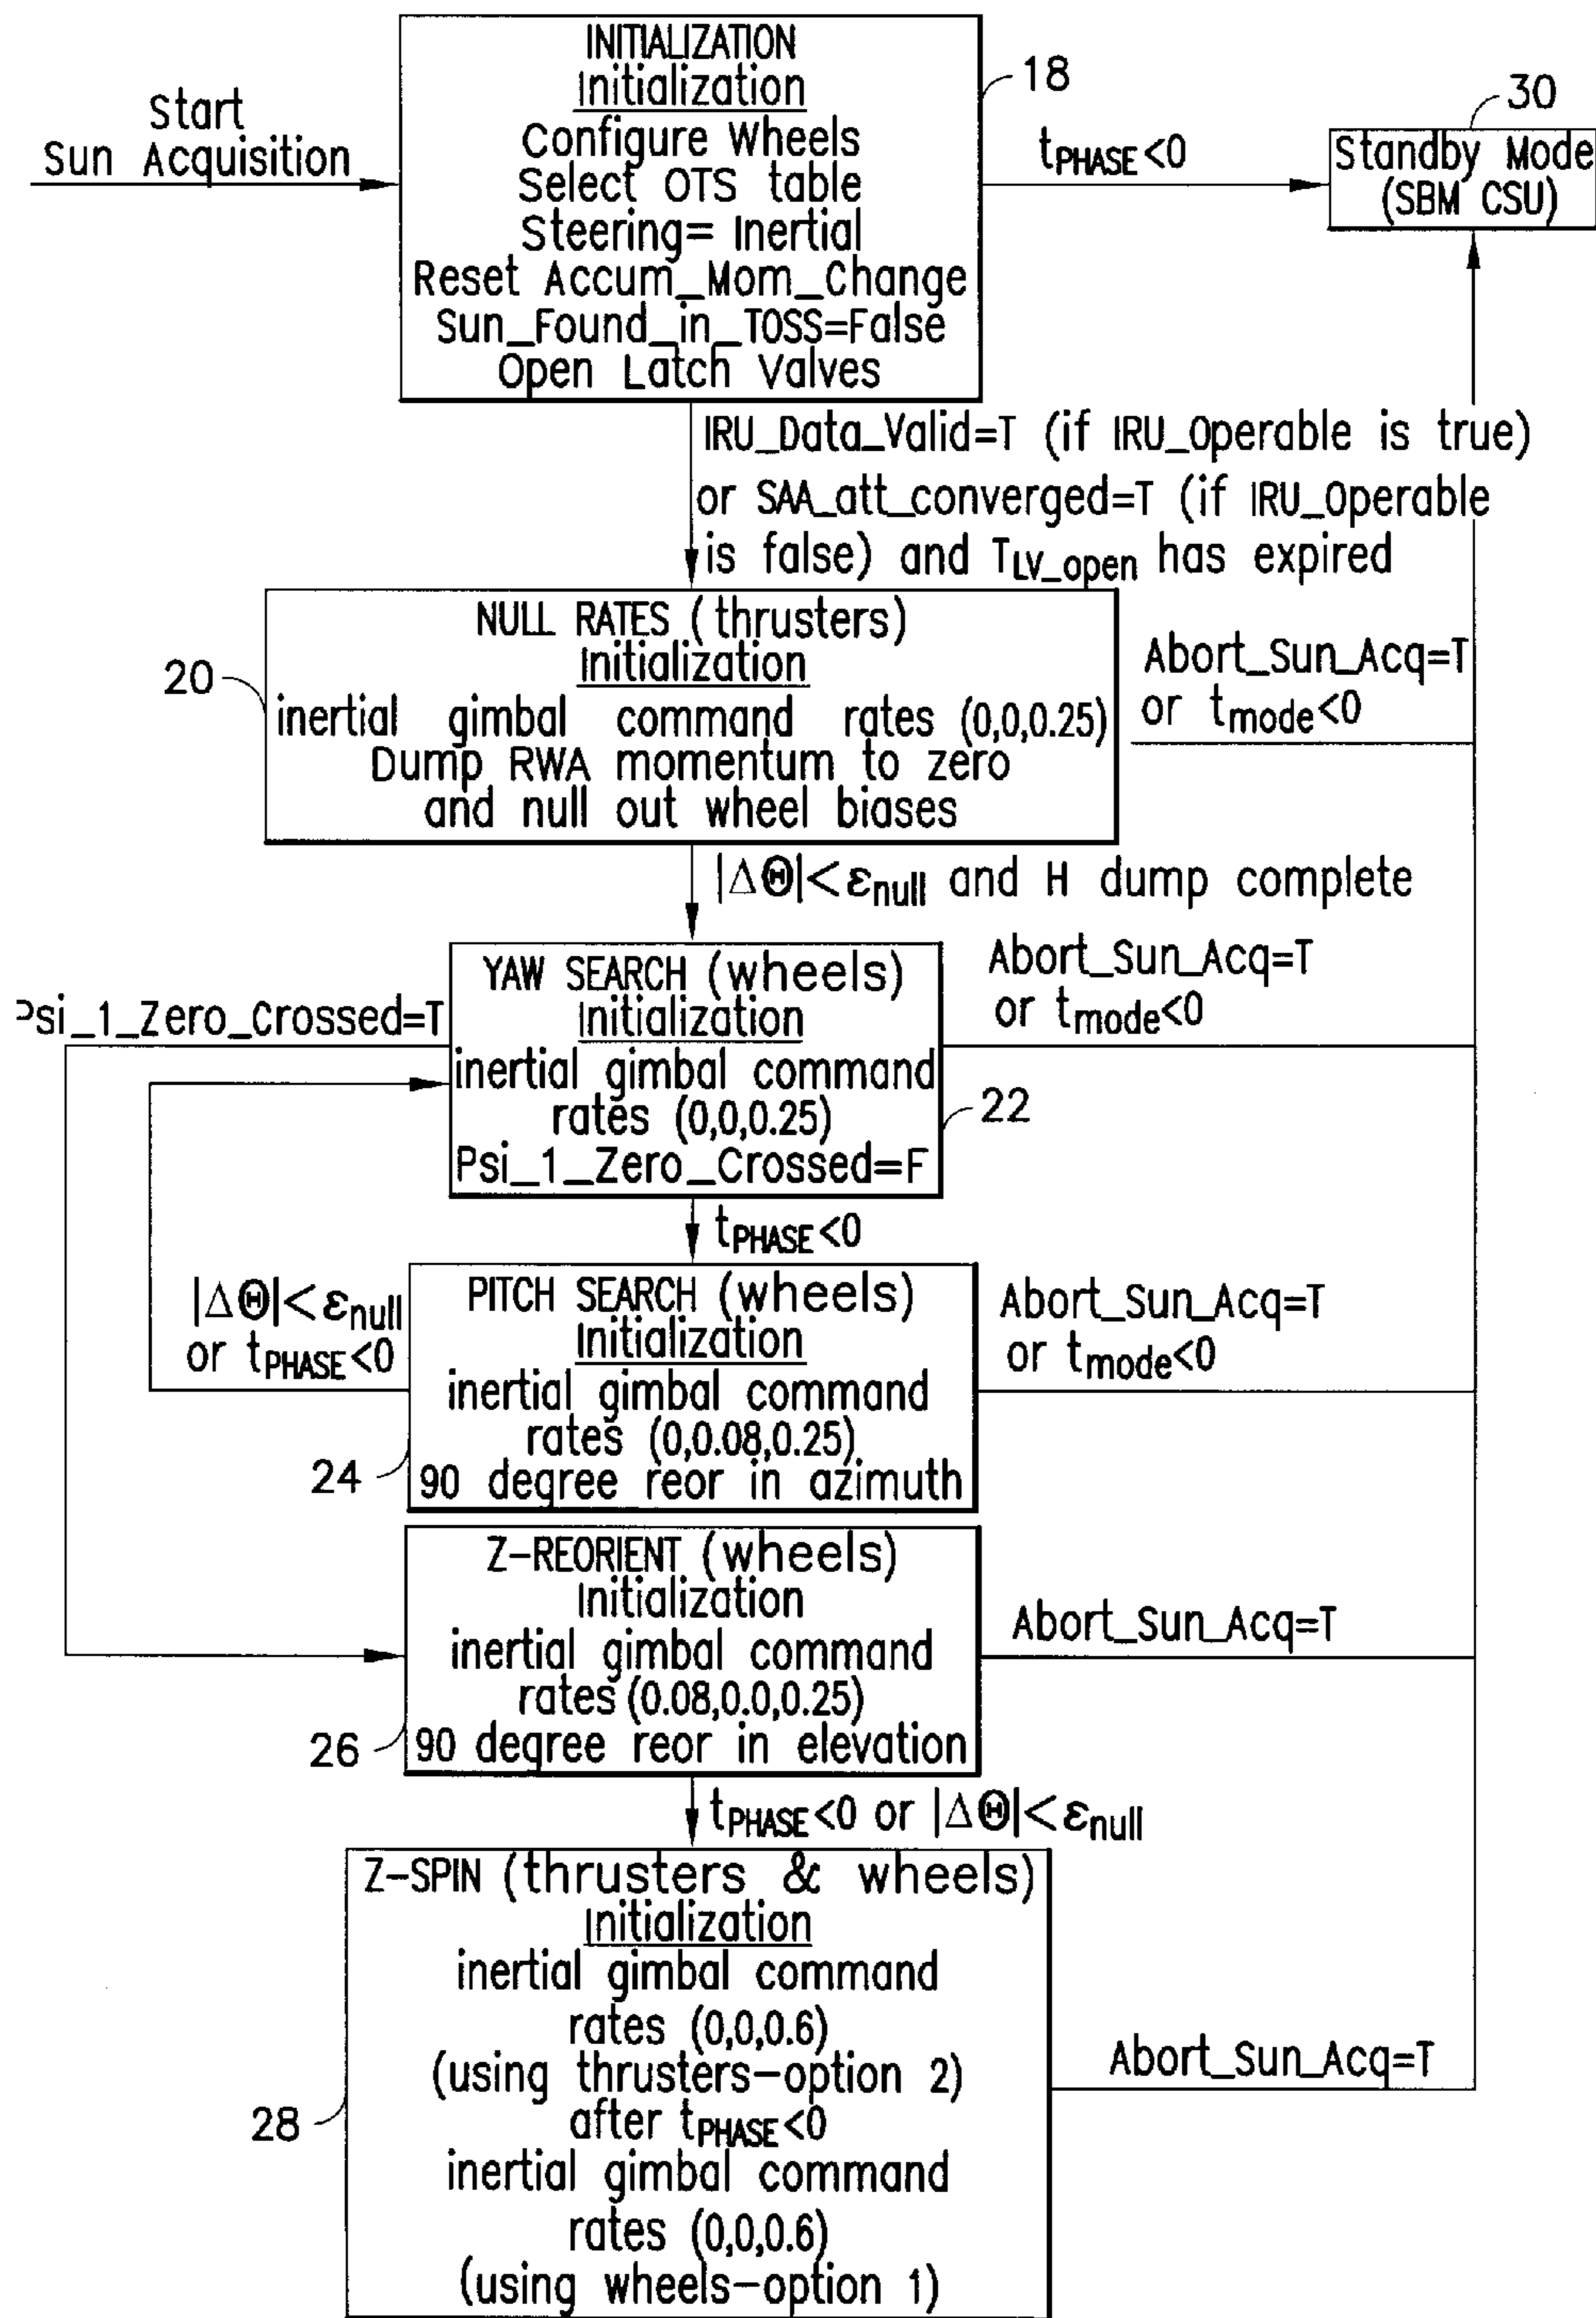 INITIALIZATION
Initialization
Configure Wheels
Select OTS table
Steering= Inertial
Reset Accum_Mom_Change
Sun_Found_in_TOSS=False
Open Latch Valves
18
Start
Sun Acquisition
tPHASE<0
30
Standby Mode
(SBM CSU)
IRU_Data_Valid=T (if IRU_Operable is true)
or SAA_att_converged=T (if IRU_Operable
is false) and TLV_open has expired
NULL RATES (thrusters)
Initialization
inertial gimbal command rates (0,0,0.25)
Dump RWA momentum to zero
and null out wheel biases
20
Abort_Sun_Acq=T
or tmode<0
|ΔΘ|<εnull and H dump complete
YAW SEARCH (wheels)
Initialization
inertial gimbal command
rates (0,0,0.25)
Psi_1_Zero_Crossed=F
22
Psi_1_Zero_Crossed=T
Abort_Sun_Acq=T
or tmode<0
tPHASE<0
|ΔΘ|<εnull
or tPHASE<0
PITCH SEARCH (wheels)
Initialization
inertial gimbal command
rates (0,0.08,0.25)
90 degree reor in azimuth
24
Abort_Sun_Acq=T
or tmode<0
Z-REORIENT (wheels)
Initialization
inertial gimbal command
rates (0.08,0.0,0.25)
90 degree reor in elevation
26
Abort_Sun_Acq=T
tPHASE<0 or |ΔΘ|<εnull
Z-SPIN (thrusters & wheels)
Initialization
inertial gimbal command
rates (0,0,0.6)
(using thrusters-option 2)
after tPHASE<0
inertial gimbal command
rates (0,0,0.6)
(using wheels-option 1)
28
Abort_Sun_Acq=T